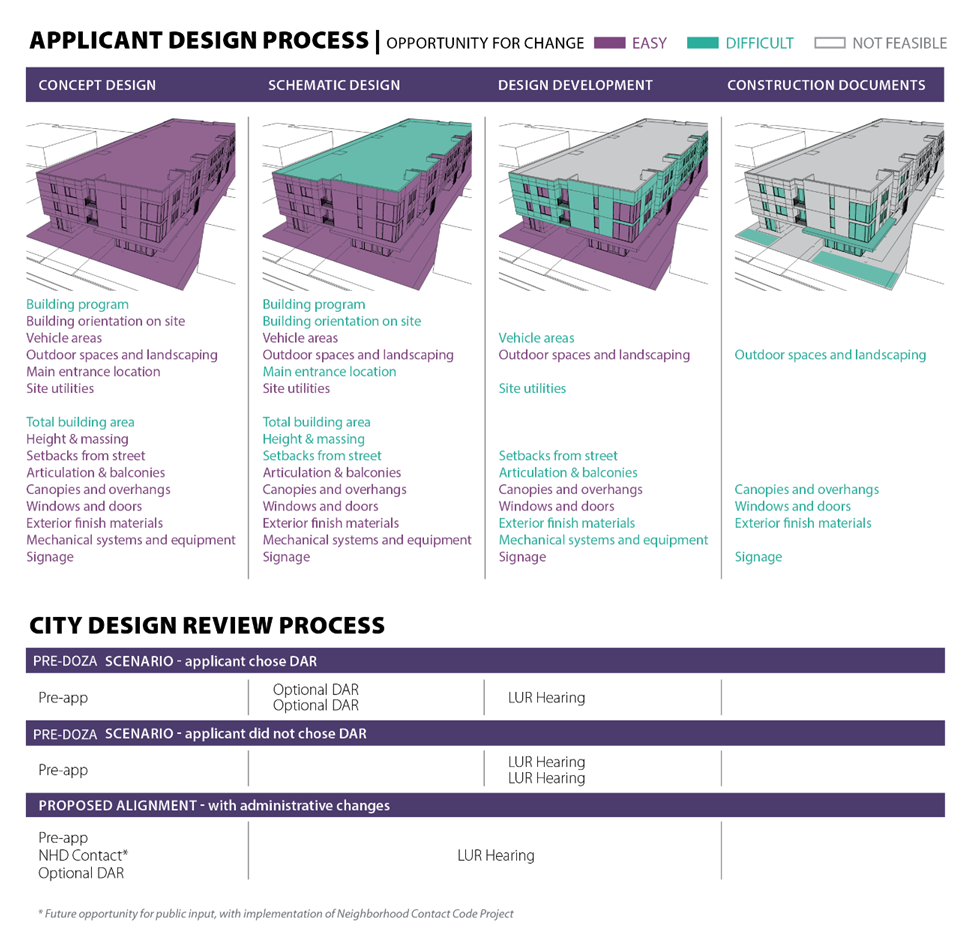 APPLICANT DESIGN PROCESS | OPPORTUNITY FOR CHANGE EASY DIFFICULT NOT FEASIBLE
CONCEPT DESIGN SCHEMATIC DESIGN DESIGN DEVELOPMENT CONSTRUCTION DOCUMENTS
Building program
Building orientation on site
Vehicle areas
Outdoor spaces and landscaping
Main entrance location
Site utilities
Total building area
Height & massing
Setbacks from street
Articulation & balconies
Canopies and overhangs
Windows and doors
Exterior finish materials
Mechanical systems and equipment
Signage
Building program
Building orientation on site
Vehicle areas
Outdoor spaces and landscaping
Main entrance location
Site utilities
Total building area
Height & massing
Setbacks from street
Articulation & balconies
Canopies and overhangs
Windows and doors
Exterior finish materials
Mechanical systems and equipment
Signage
Vehicle areas
Outdoor spaces and landscaping
Site utilities
Setbacks from street
Articulation & balconies
Canopies and overhangs
Windows and doors
Exterior finish materials
Mechanical systems and equipment
Signage
Outdoor spaces and landscaping
Canopies and overhangs
Windows and doors
Exterior finish materials
Signage
CITY DESIGN REVIEW PROCESS
PRE-DOZA SCENARIO - applicant chose DAR
Pre-app
Optional DAR
Optional DAR
LUR Hearing
PRE-DOZA SCENARIO - applicant did not chose DAR
Pre-app
LUR Hearing
LUR Hearing
PROPOSED ALIGNMENT - with administrative changes
Pre-app
NHD Contact*
Optional DAR
LUR Hearing
* Future opportunity for public input, with implementation of Neighborhood Contact Code Project